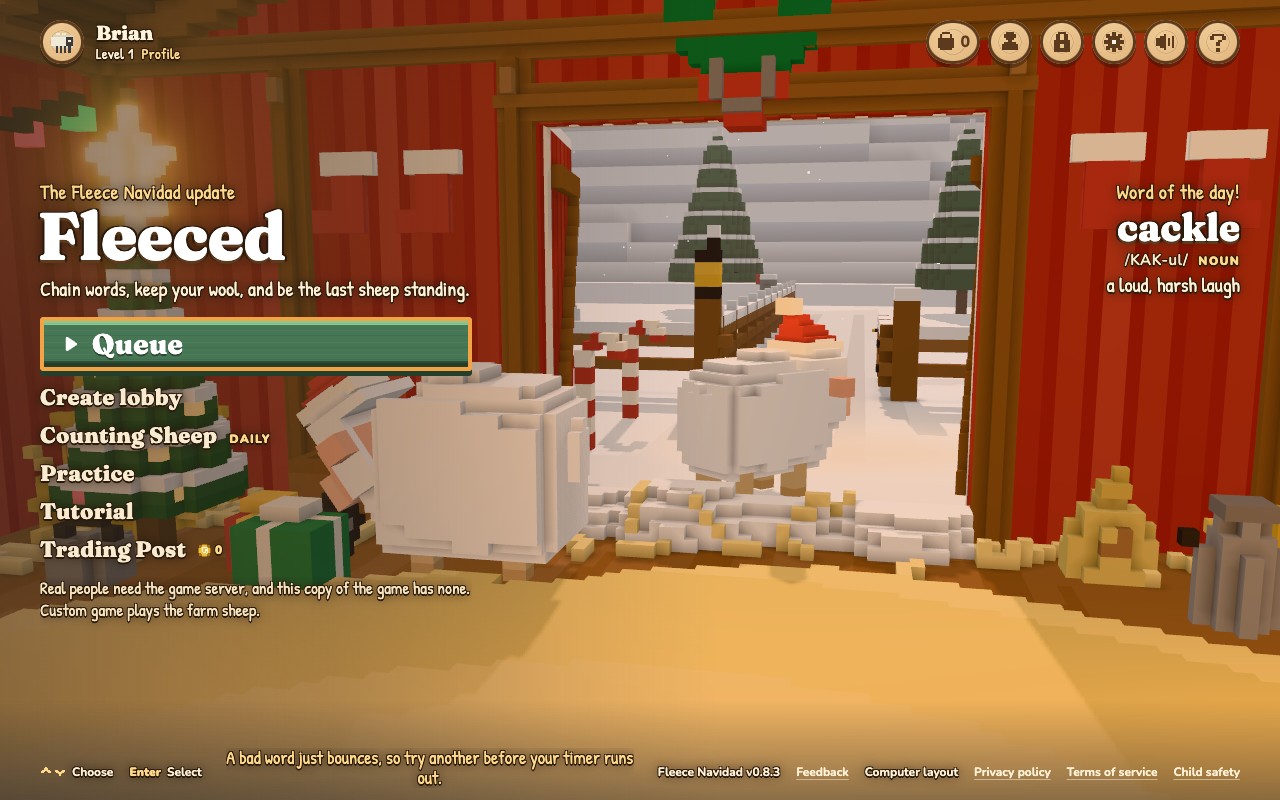 Brian
Level 1 Profile
0
The Fleece Navidad update
Fleeced
Chain words, keep your wool, and be the last sheep standing.
Queue
Create lobby
Counting Sheep DAILY
Practice
Tutorial
Trading Post 0
Real people need the game server, and this copy of the game has none.
Custom game plays the farm sheep.
Word of the day!
cackle
/KAK-ul/ NOUN
a loud, harsh laugh
Choose Enter Select
A bad word just bounces, so try another before your timer runs
out.
Fleece Navidad v0.8.3 Feedback Computer layout Privacy policy Terms of service Child safety